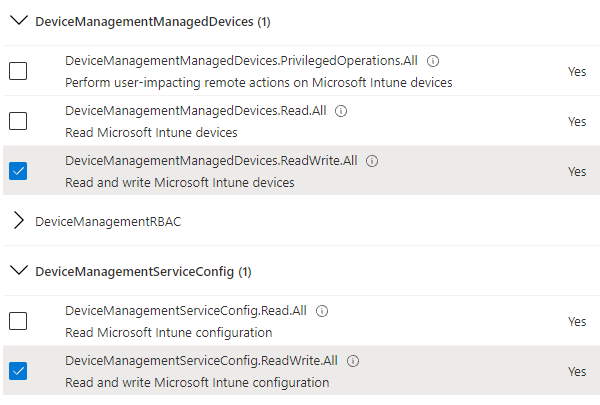 DeviceManagementManagedDevices (1)
DeviceManagementManagedDevices.PrivilegedOperations.All
Perform user-impacting remote actions on Microsoft Intune devices
Yes
DeviceManagementManagedDevices.Read.All
Read Microsoft Intune devices
Yes
DeviceManagementManagedDevices.ReadWrite.All
Read and write Microsoft Intune devices
Yes
DeviceManagementRBAC
DeviceManagementServiceConfig (1)
DeviceManagementServiceConfig.Read.All
Read Microsoft Intune configuration
Yes
DeviceManagementServiceConfig.ReadWrite.All
Read and write Microsoft Intune configuration
Yes